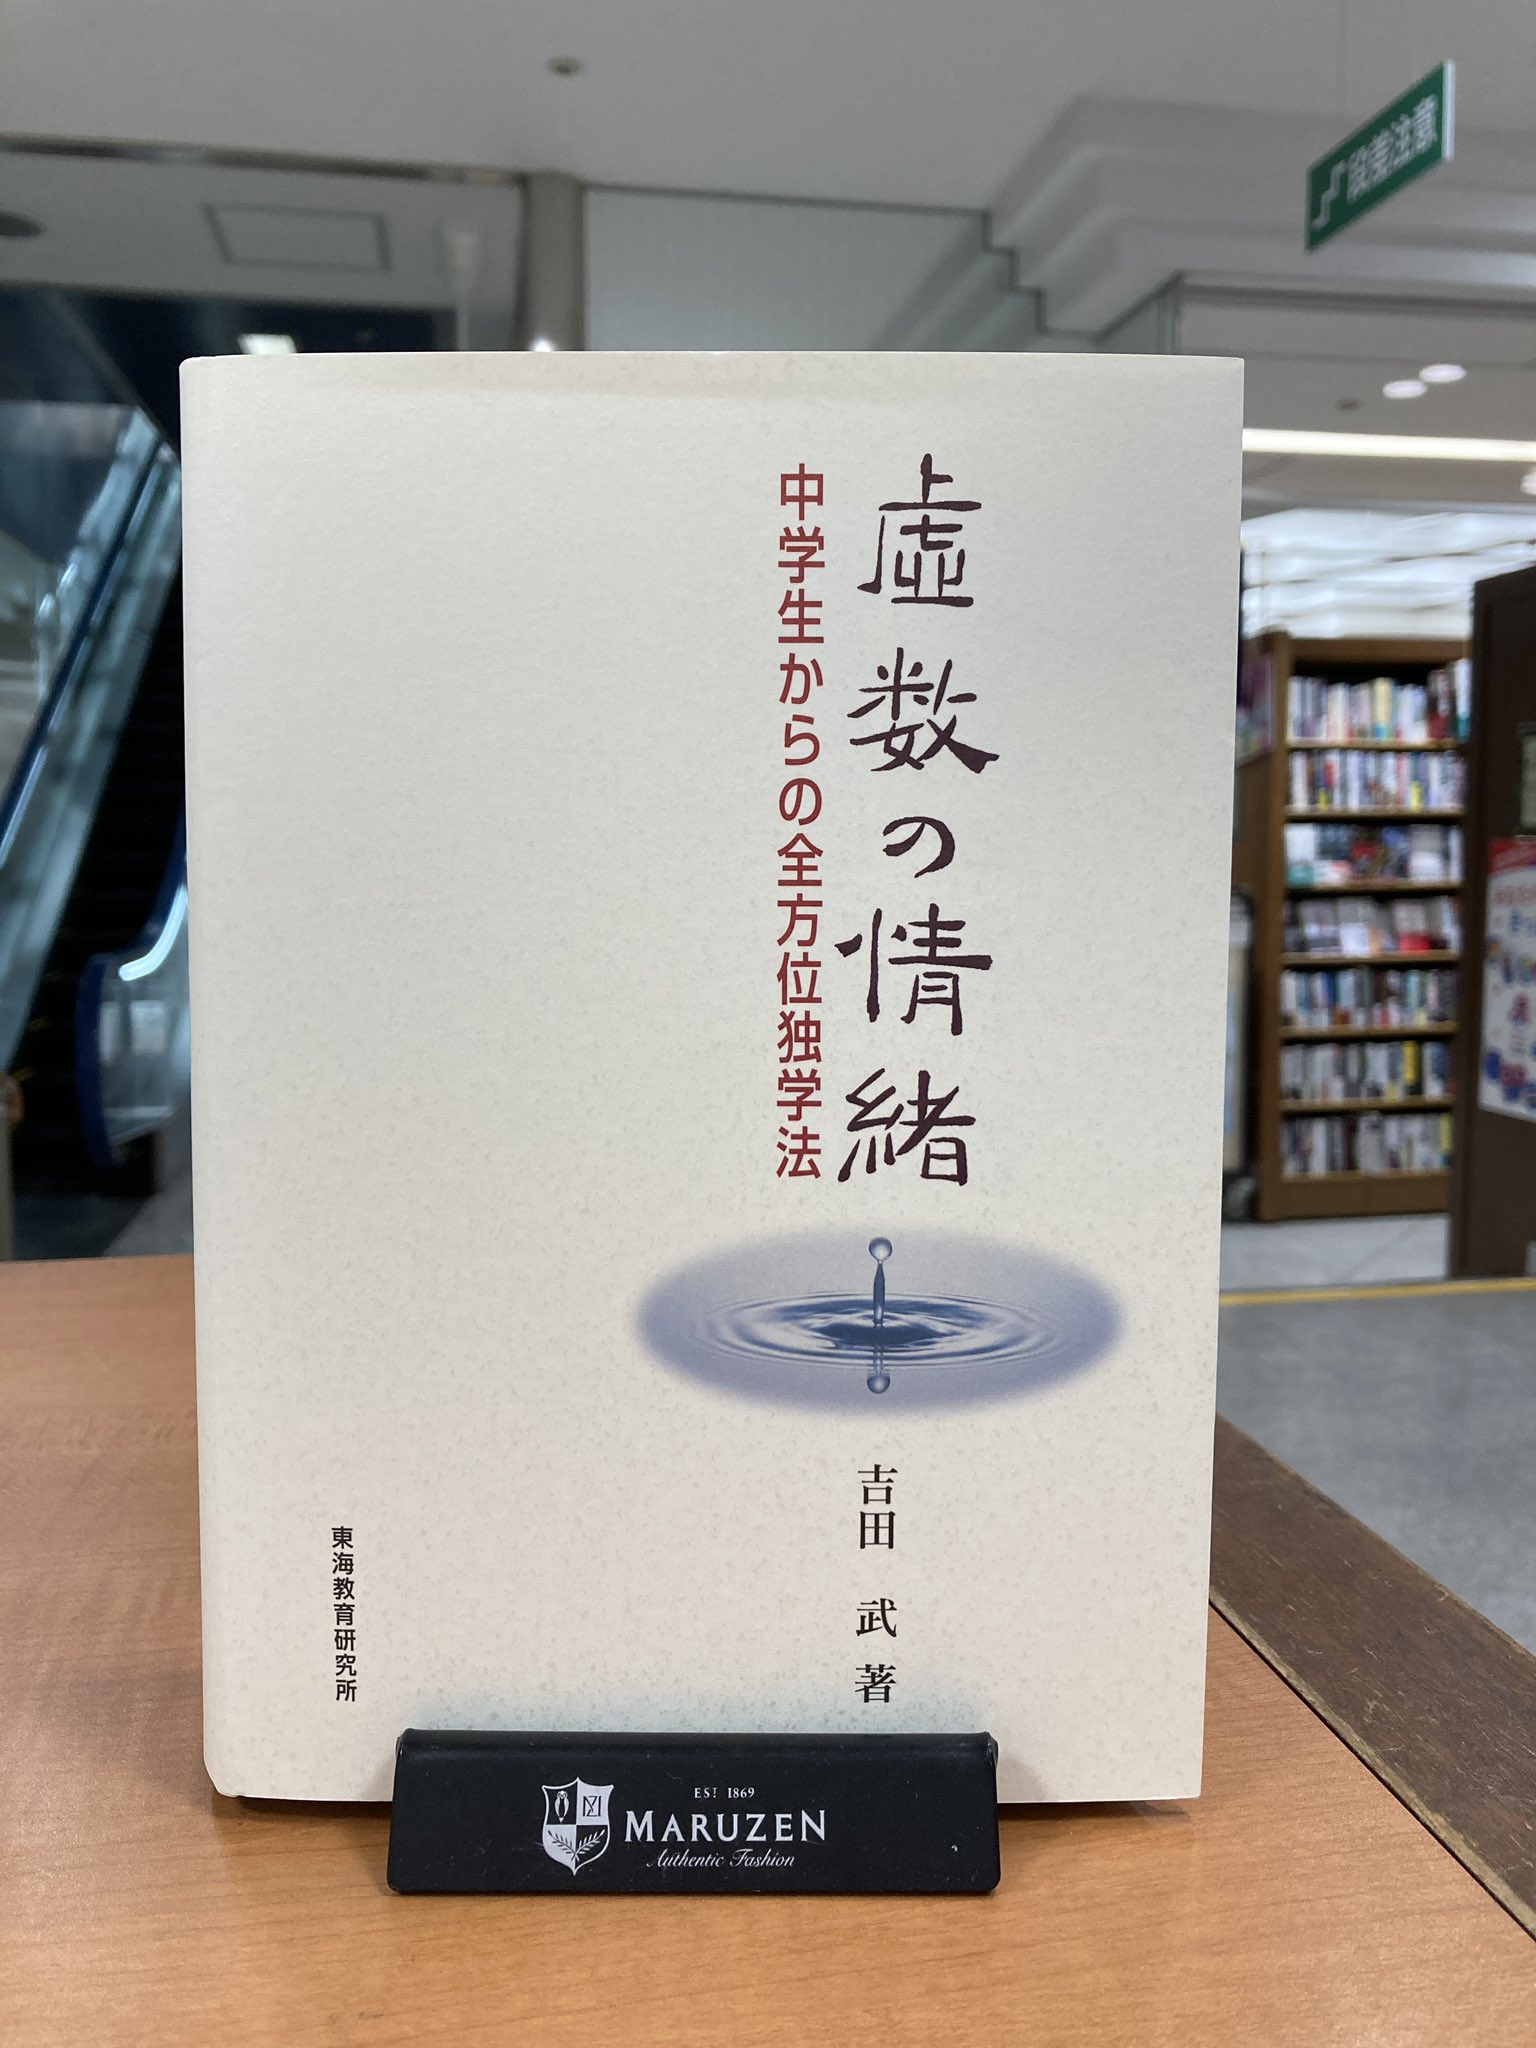 虚数の情緒
中学生からの全方位独学法
吉田 武 著
東海教育研究所
EST 1869
MARUZEN
Authentic Fashion
段差注意